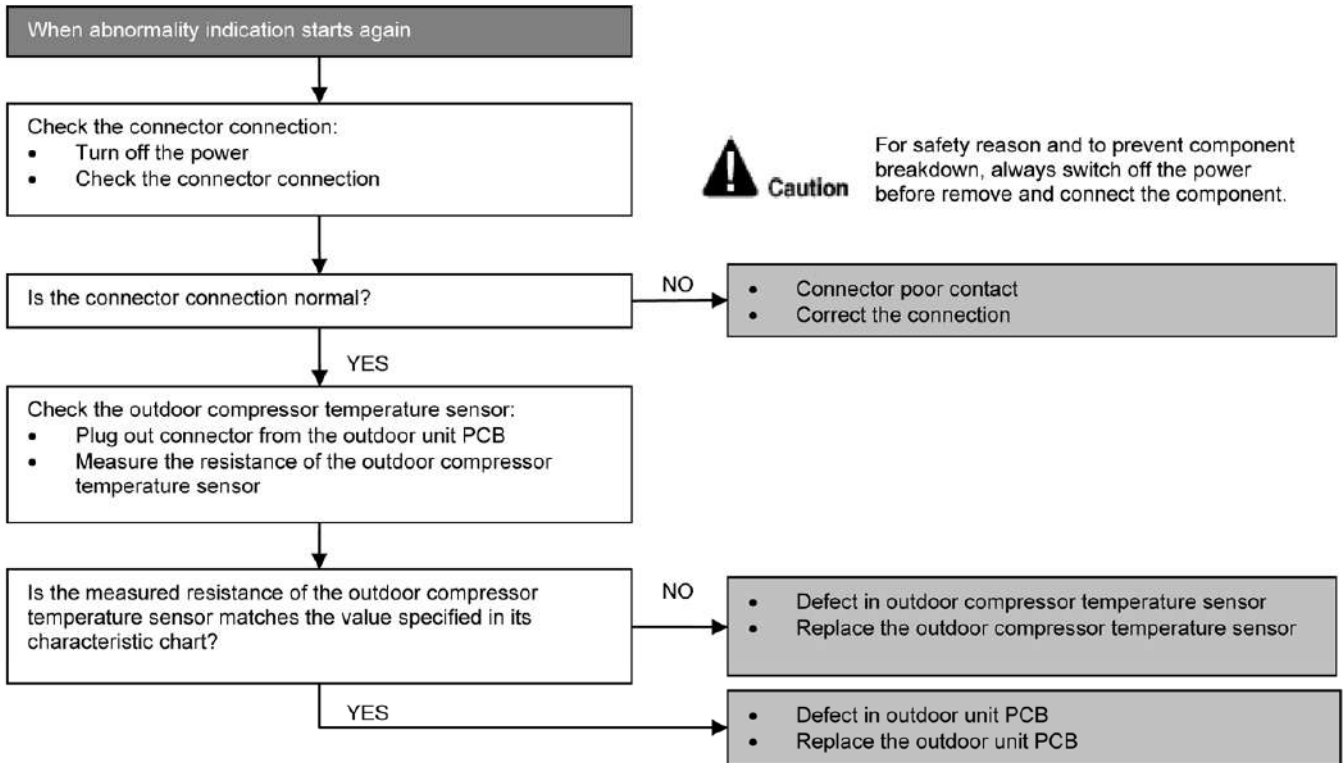 When abnormality indication starts again
Check the connector connection:
• Turn off the power
• Check the connector connection
For safety reason and to prevent component
breakdown, always switch off the power
before remove and connect the component.
Caution
Is the connector connection normal?
NO
• Connector poor contact
• Correct the connection
YES
Check the outdoor compressor temperature sensor:
• Plug out connector from the outdoor unit PCB
• Measure the resistance of the outdoor compressor
temperature sensor
Is the measured resistance of the outdoor compressor
temperature sensor matches the value specified in its
characteristic chart?
NO
• Defect in outdoor compressor temperature sensor
• Replace the outdoor compressor temperature sensor
YES
• Defect in outdoor unit PCB
• Replace the outdoor unit PCB